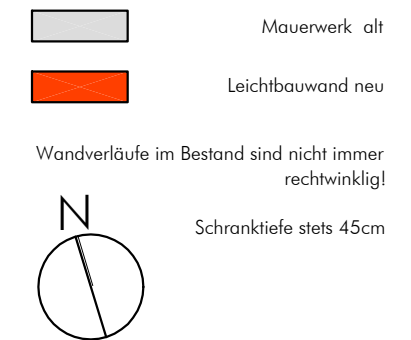 Mauerwerk alt
Leichtbauwand neu
Wandverläufe im Bestand sind nicht immer
rechtwinklig!
N
Schranktiefe stets 45cm